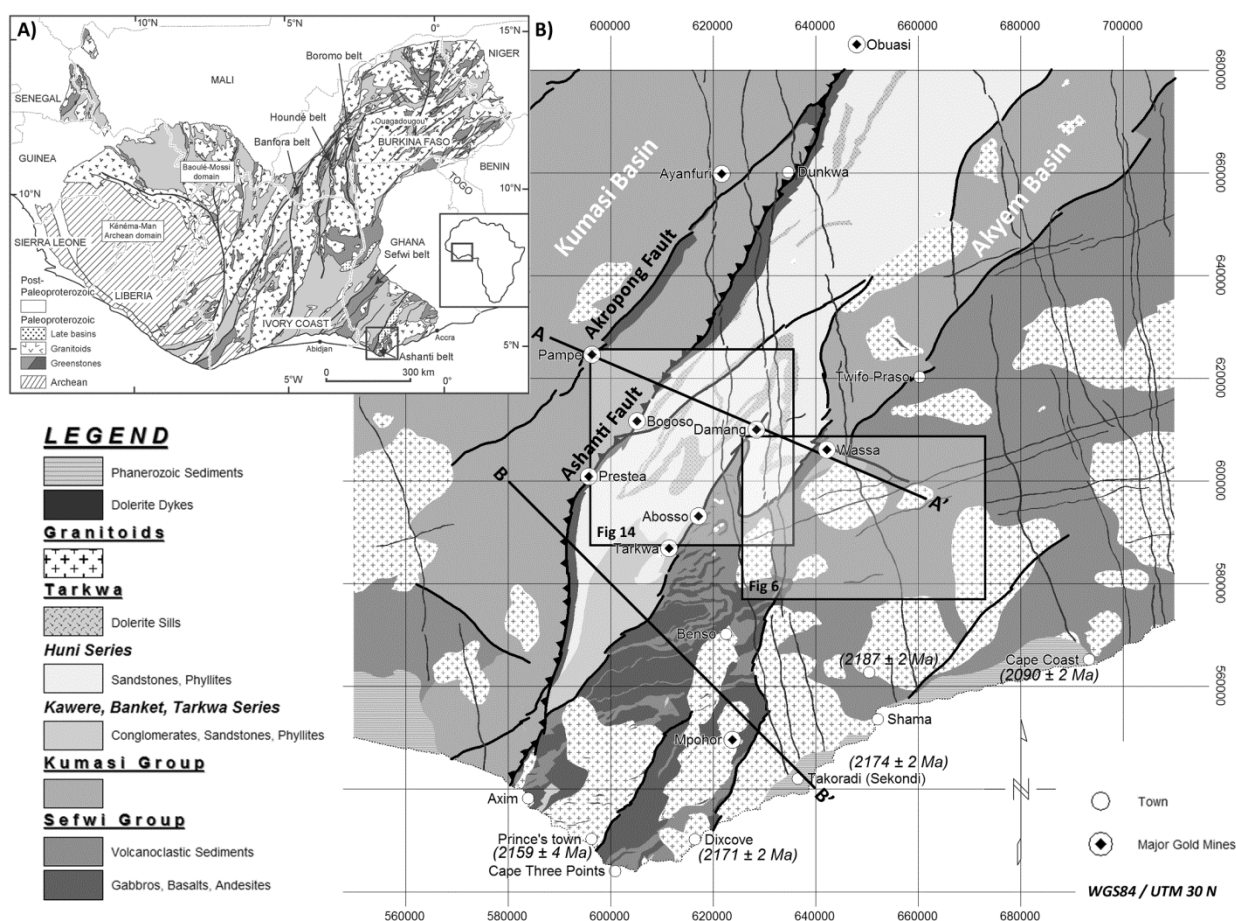 A)
10°N
5°N
0°
15°N
Boromo belt
NIGER
MALI
SENEGAL
Houndé belt
Ouagadougou
BURKINA FASO
Banfora belt
GUINEA
BENIN
Baoulé-Mossi
domain
TOGO
10°N
10°N
Kénéma-Man
Archean domain
SIERRA LEONE
GHANA
Sefwi belt
LIBERIA
Post-
Paleoproterozoic
Paleoproterozoic
Late basins
Granitoids
Greenstones
Archean
IVORY COAST
Abidjan
Accra
5°N
Ashanti belt
5°W
0
300 km
0°
B)
600000
620000
640000
660000
680000
700000
Obuasi
6800000
Kumasi Basin
Akyem Basin
Ayanfuri
Dunkwa
6600000
Akropong Fault
6400000
A
Pampe
Twifo Praso
6200000
Ashanti Fault
Bogoso
Damang
Wassa
B
Prestea
A'
6000000
Abosso
Fig 14
Tarkwa
Fig 6
5800000
Benso
(2187 ± 2 Ma)
Cape Coast
(2090 ± 2 Ma)
5600000
Shama
Mpohor
(2174 ± 2 Ma)
Takoradi (Sekondi)
Axim
B'
Prince's town
(2159 ± 4 Ma)
Dixcove
(2171 ± 2 Ma)
Cape Three Points
N
560000
580000
600000
620000
640000
660000
680000
700000
LEGEND
Phanerozoic Sediments
Dolerite Dykes
Granitoids
Tarkwa
Dolerite Sills
Huni Series
Sandstones, Phyllites
Kawere, Banket, Tarkwa Series
Conglomerates, Sandstones, Phyllites
Kumasi Group
Sefwi Group
Volcanoclastic Sediments
Gabbros, Basalts, Andesites
Town
Major Gold Mines
WGS84 / UTM 30 N